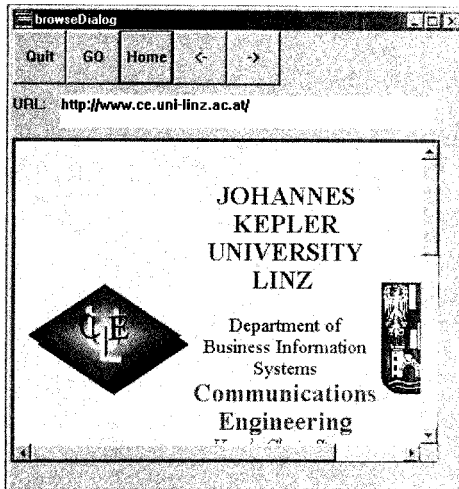 browseDialog
Quit GO Home <- ->
URL: http://www.ce.uni-linz.ac.at/
JOHANNES
KEPLER
UNIVERSITY
LINZ
CE
Department of
Business Information
Systems
Communications
Engineering